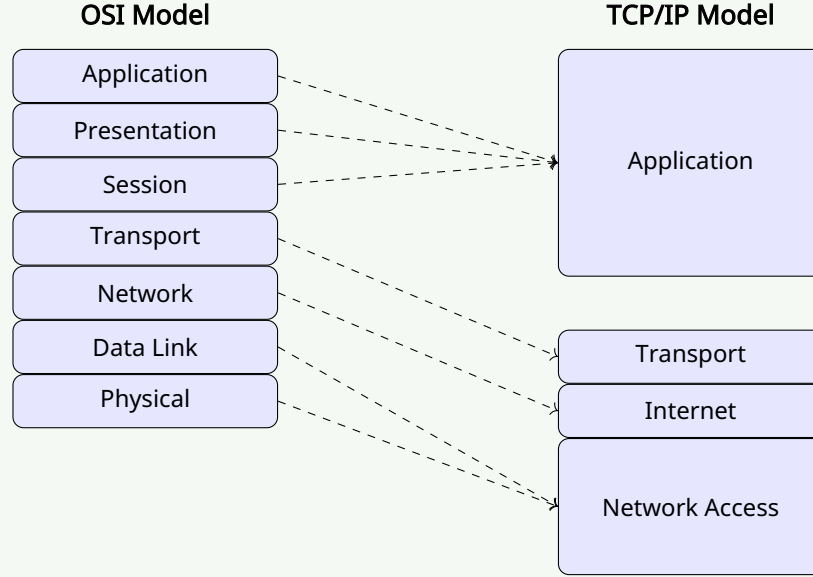 OSI Model
Application
Presentation
Session
Transport
Network
Data Link
Physical
TCP/IP Model
Application
Transport
Internet
Network Access